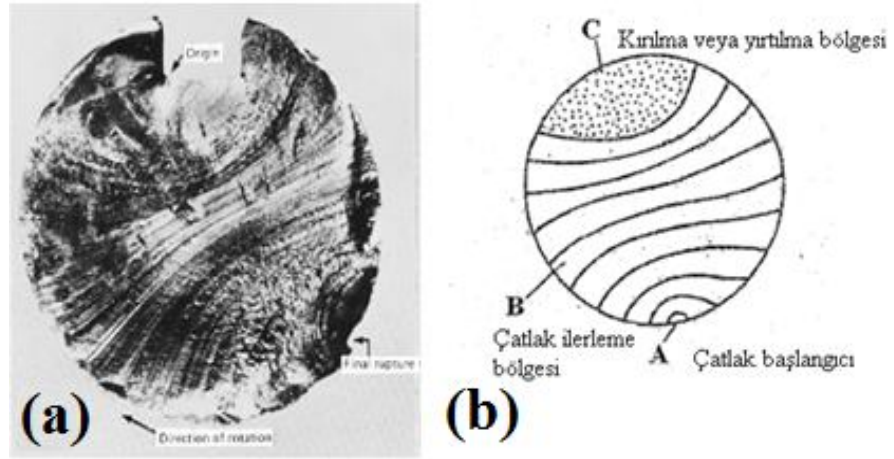 Origin
Final rupture
Direction of rotation
(a)
C Kırılma veya yırtılma bölgesi
B
Çatlak ilerleme
bölgesi
A Çatlak başlangıcı
(b)